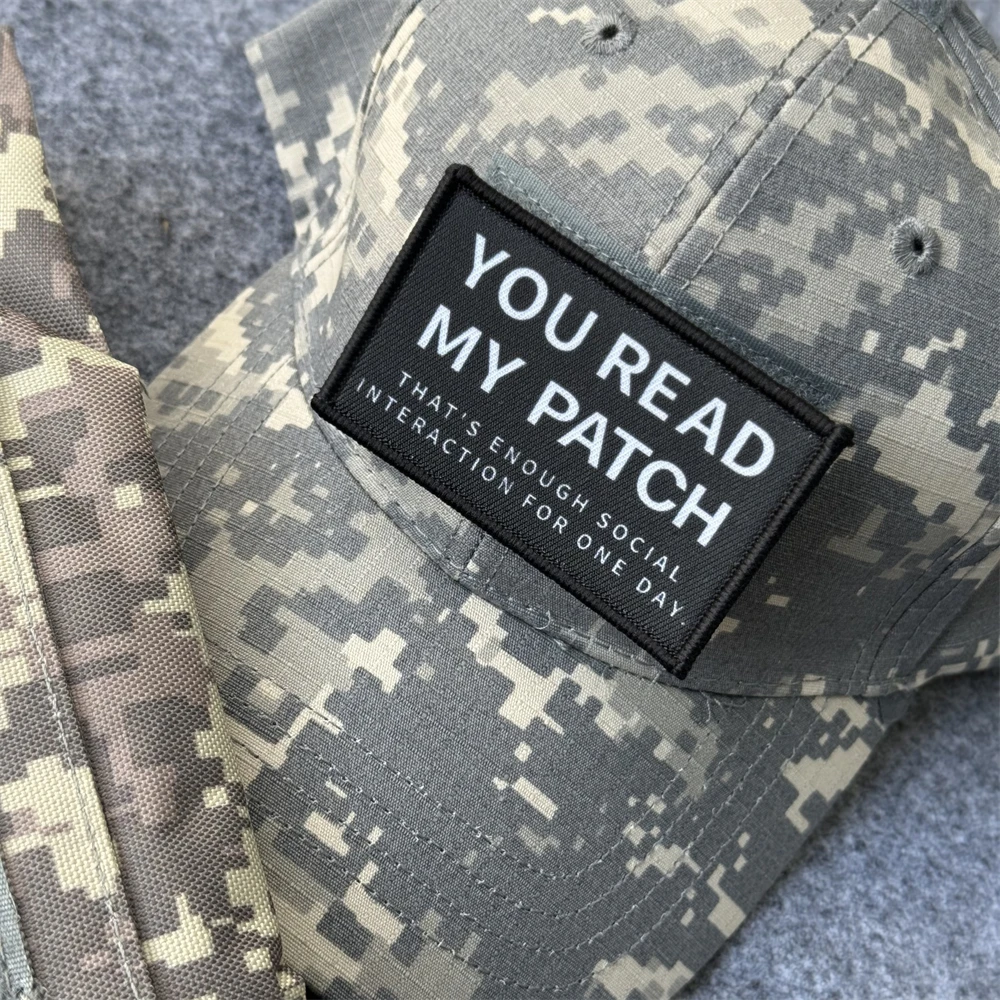 YOU READ
MY PATCH
THAT'S ENOUGH SOCIAL
INTERACTION FOR ONE DAY.